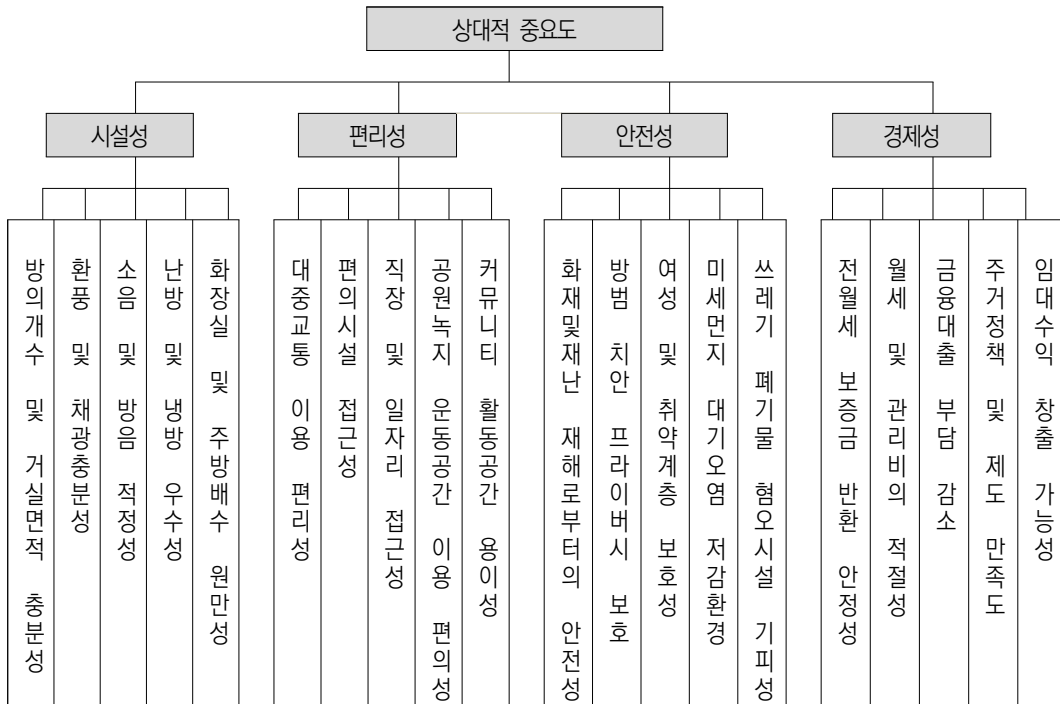 상대적 중요도
시설성
편리성
안전성
경제성
방의개수 및 거실면적 충분성
환풍 및 채광충분성
소음 및 방음 적정성
난방 및 냉방 우수성
화장실 및 주방배수 원만성
대중교통 이용 편리성
편의시설 접근성
직장 및 일자리 접근성
공원녹지 운동공간 이용 편의성
커뮤니티 활동공간 용이성
화재및재난 재해로부터의 안전성
방범 치안 프라이버시 보호
여성 및 취약계층 보호성
미세먼지 대기오염 저감환경
쓰레기 폐기물 혐오시설 기피성
전월세 보증금 반환 안정성
월세 및 관리비의 적절성
금융대출 부담 감소
주거정책 및 제도 만족도
임대수익 창출 가능성